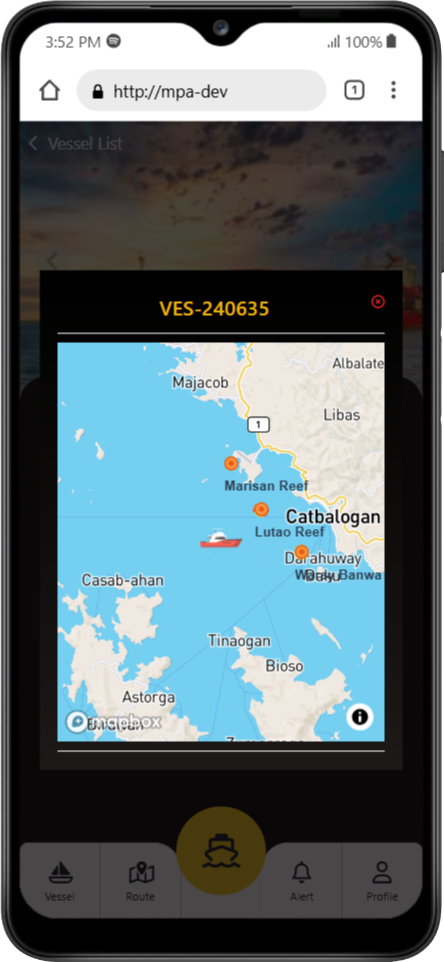 3:52 PM
100%
http://mpa-dev
1
Vessel List
VES-240635
Albalate
Majacob
Libas
1
Marisan Reef
Catbalogan
Lutao Reef
Darahuway
Banwa
Casab-ahan
Tinaogan
Bioso
Astorga
mapbox
Vessel
Route
Alert
Profile